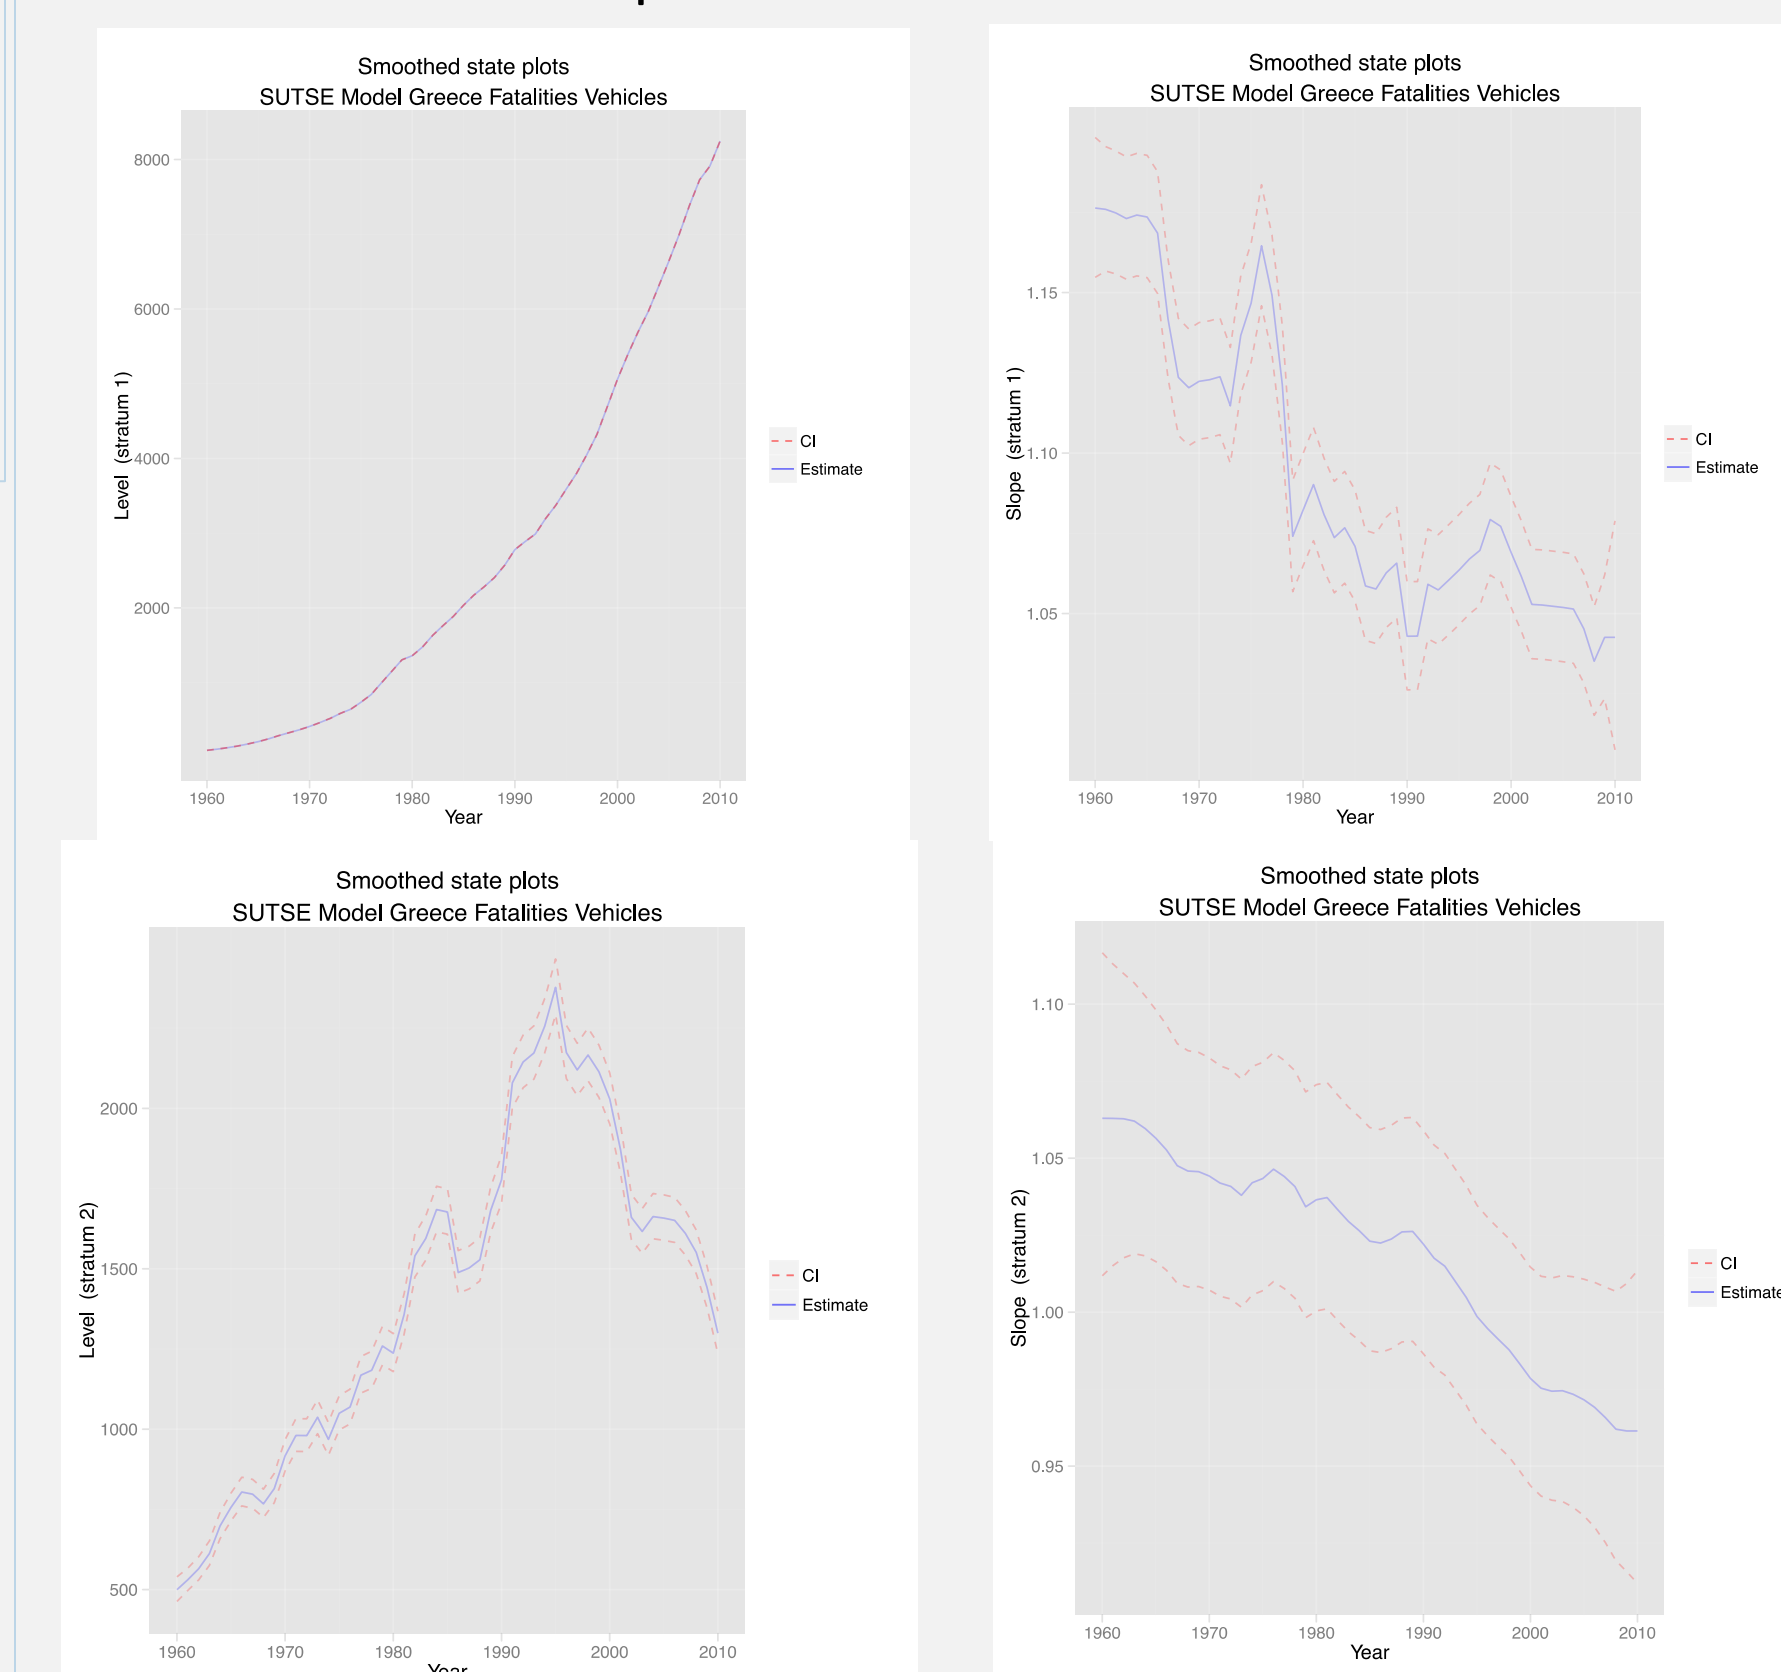 Smoothed state plots
SUTSE Model Greece Fatalities Vehicles
8000
6000
4000
2000
Level (stratum 1)
1960 1970 1980 1990 2000 2010
Year
CI
Estimate
Smoothed state plots
SUTSE Model Greece Fatalities Vehicles
1.15
1.10
1.05
Slope (stratum 1)
1960 1970 1980 1990 2000 2010
Year
CI
Estimate
Smoothed state plots
SUTSE Model Greece Fatalities Vehicles
2000
1500
1000
500
Level (stratum 2)
1960 1970 1980 1990 2000 2010
Year
CI
Estimate
Smoothed state plots
SUTSE Model Greece Fatalities Vehicles
1.10
1.05
1.00
0.95
Slope (stratum 2)
1960 1970 1980 1990 2000 2010
Year
CI
Estimate